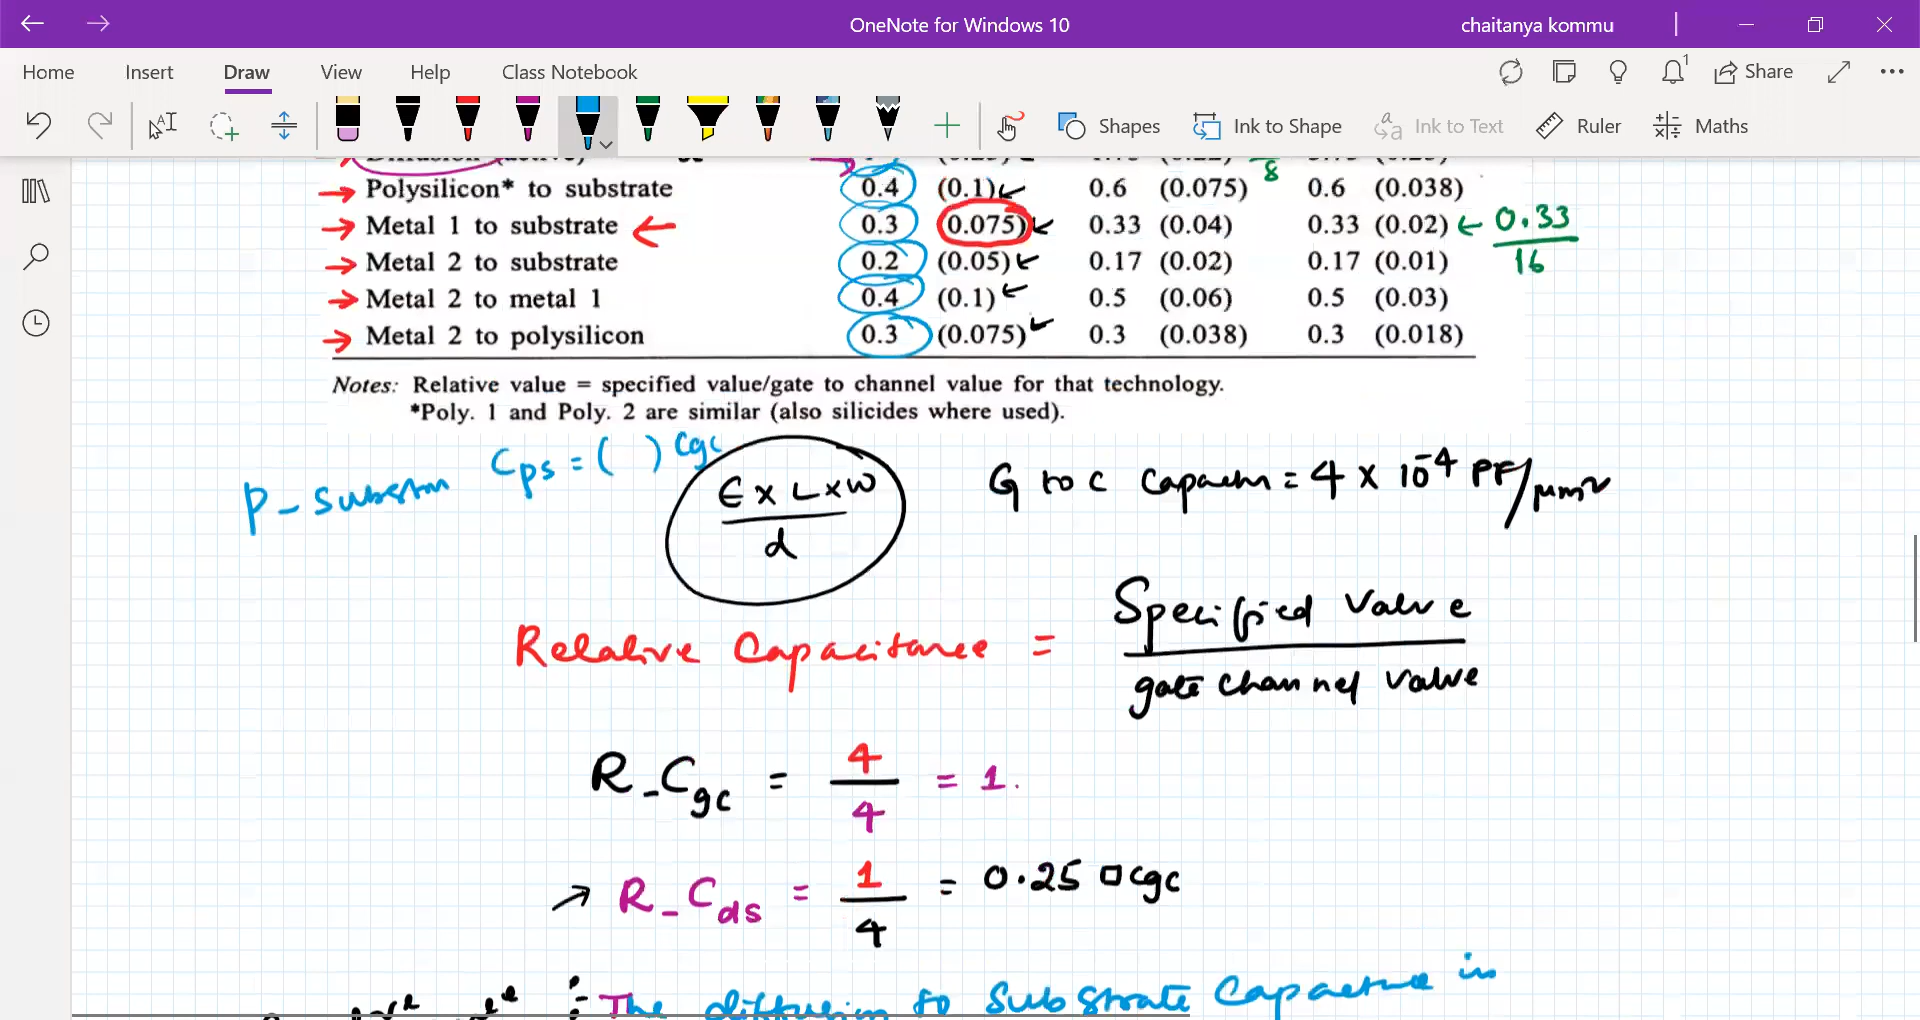 OneNote for Windows 10
chaitanya kommu
Home Insert Draw View Help Class Notebook
1
Share
Shapes Ink to Shape Ink to Text Ruler Maths
8
Polysilicon* to substrate 0.4 (0.1) 0.6 (0.075) 0.6 (0.038)
Metal 1 to substrate 0.3 0.075) 0.33 (0.04) 0.33 (0.02) 0.33/16
Metal 2 to substrate 0.2 (0.05) 0.17 (0.02) 0.17 (0.01)
Metal 2 to metal 1 0.4 (0.1) 0.5 (0.06) 0.5 (0.03)
Metal 2 to polysilicon 0.3 (0.075) 0.3 (0.038) 0.3 (0.018)
Notes: Relative value = specified value/gate to channel value for that technology.
*Poly. 1 and Poly. 2 are similar (also silicides where used).
Cps = ( ) Cgc
P-
E x L x W / d
G to C = 4 x 10^-4 PF/μm²
Relative Capacitance = Specified Value / gate channel value
R_Cgc = 4/4 = 1.
R_Cds = 1/4 = 0.25 □cgc
: The diffusion to Substrate in